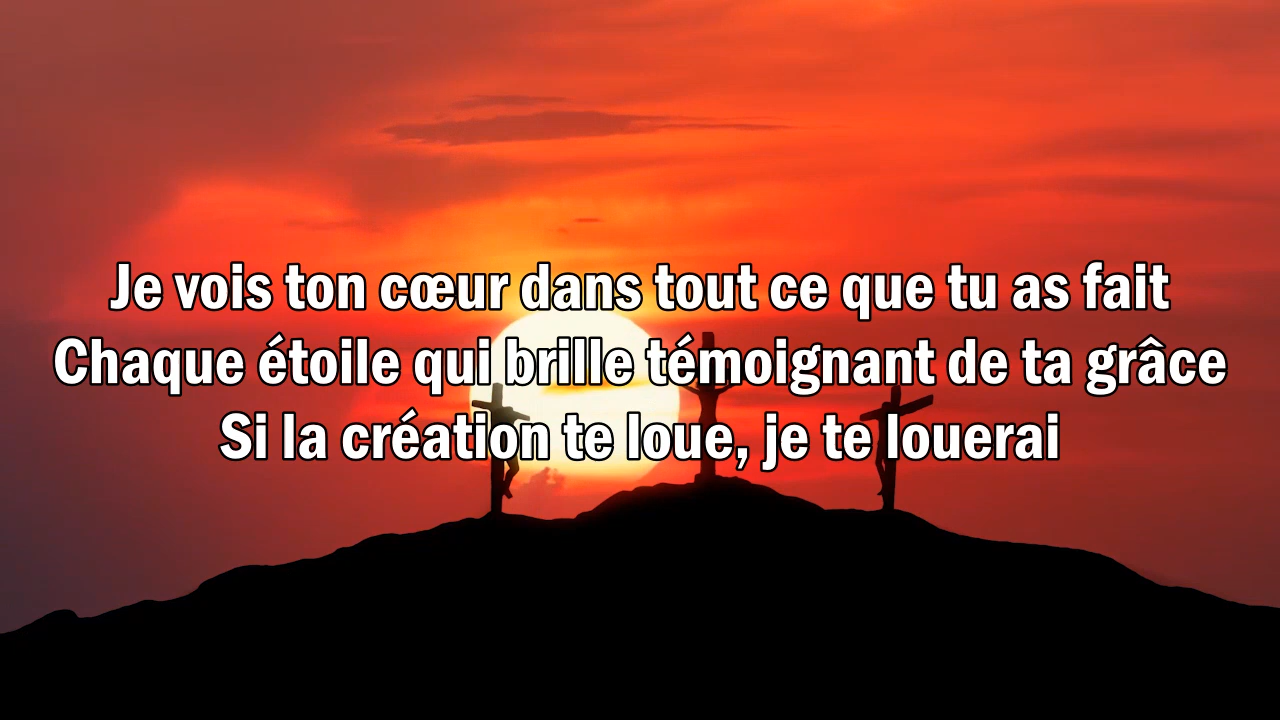 Je vois ton cœur dans tout ce que tu as fait
Chaque étoile qui brille témoignant de ta grâce
Si la création te loue, je te louerai